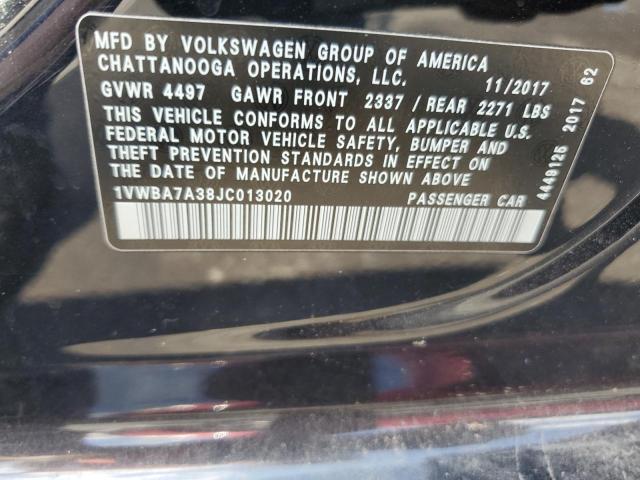 MFD BY VOLKSWAGEN GROUP OF AMERICA
CHATTANOOGA OPERATIONS, LLC. 11/2017
GVWR 4497 GAWR FRONT 2337 / REAR 2271 LBS
THIS VEHICLE CONFORMS TO ALL APPLICABLE U.S.
FEDERAL MOTOR VEHICLE SAFETY, BUMPER AND
THEFT PREVENTION STANDARDS IN EFFECT ON
THE DATE OF MANUFACTURE SHOWN ABOVE
1VWBA7A38JC013020 PASSENGER CAR
4449125 2017 62